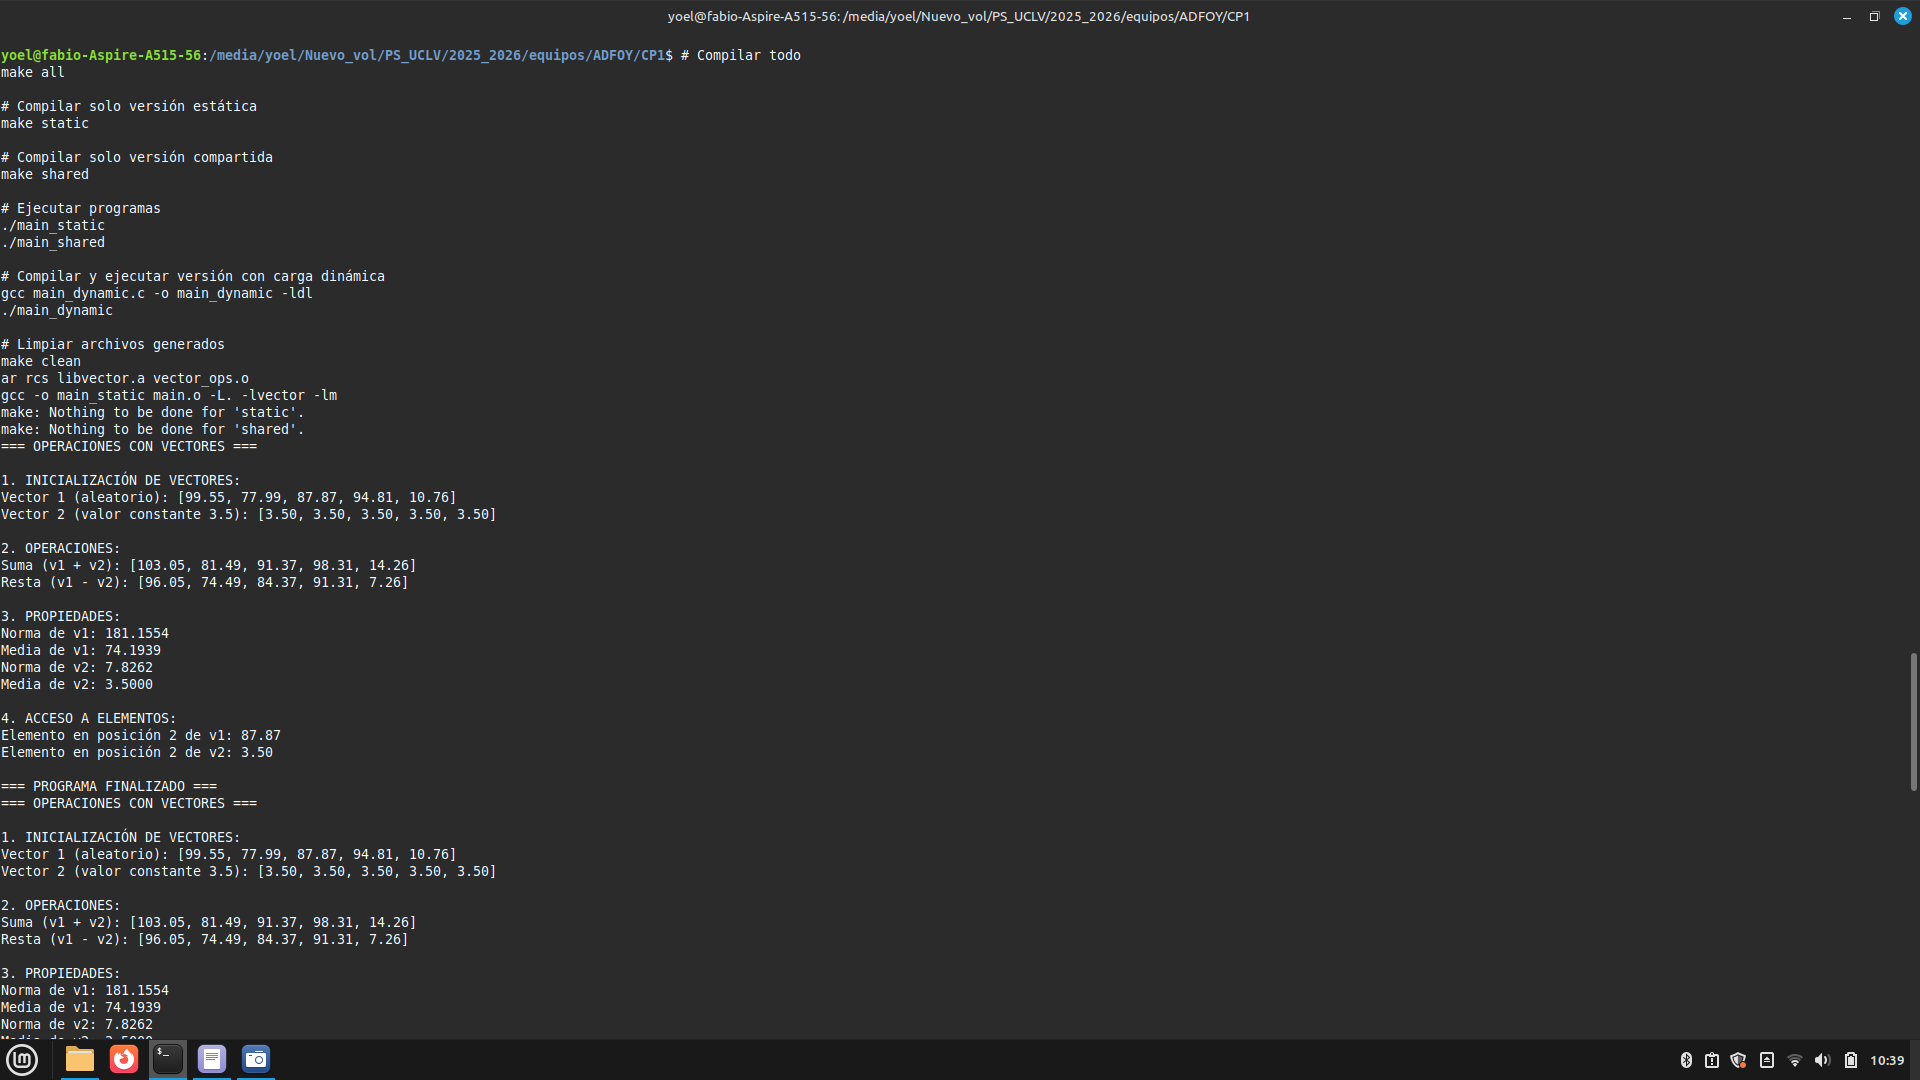 yoel@fabio-Aspire-A515-56: /media/yoel/Nuevo_vol/PS_UCLV/2025_2026/equipos/ADFOY/CP1
yoel@fabio-Aspire-A515-56:/media/yoel/Nuevo_vol/PS_UCLV/2025_2026/equipos/ADFOY/CP1$ # Compilar todo
make all
# Compilar solo versión estática
make static
# Compilar solo versión compartida
make shared
# Ejecutar programas
./main_static
./main_shared
# Compilar y ejecutar versión con carga dinámica
gcc main_dynamic.c -o main_dynamic -ldl
./main_dynamic
# Limpiar archivos generados
make clean
ar rcs libvector.a vector_ops.o
gcc -o main_static main.o -L. -lvector -lm
make: Nothing to be done for 'static'.
make: Nothing to be done for 'shared'.
=== OPERACIONES CON VECTORES ===
1. INICIALIZACIÓN DE VECTORES:
Vector 1 (aleatorio): [99.55, 77.99, 87.87, 94.81, 10.76]
Vector 2 (valor constante 3.5): [3.50, 3.50, 3.50, 3.50, 3.50]
2. OPERACIONES:
Suma (v1 + v2): [103.05, 81.49, 91.37, 98.31, 14.26]
Resta (v1 - v2): [96.05, 74.49, 84.37, 91.31, 7.26]
3. PROPIEDADES:
Norma de v1: 181.1554
Media de v1: 74.1939
Norma de v2: 7.8262
Media de v2: 3.5000
4. ACCESO A ELEMENTOS:
Elemento en posición 2 de v1: 87.87
Elemento en posición 2 de v2: 3.50
=== PROGRAMA FINALIZADO ===
=== OPERACIONES CON VECTORES ===
1. INICIALIZACIÓN DE VECTORES:
Vector 1 (aleatorio): [99.55, 77.99, 87.87, 94.81, 10.76]
Vector 2 (valor constante 3.5): [3.50, 3.50, 3.50, 3.50, 3.50]
2. OPERACIONES:
Suma (v1 + v2): [103.05, 81.49, 91.37, 98.31, 14.26]
Resta (v1 - v2): [96.05, 74.49, 84.37, 91.31, 7.26]
3. PROPIEDADES:
Norma de v1: 181.1554
Media de v1: 74.1939
Norma de v2: 7.8262
10:39